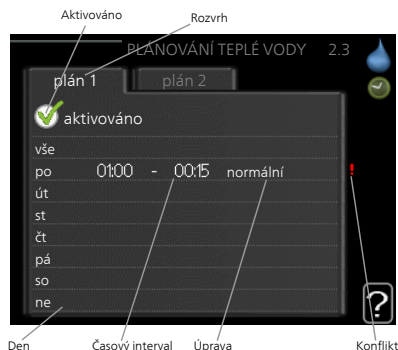 Aktivováno Rozvrh
PLÁNOVÁNÍ TEPLÉ VODY 2.3
plán 1 plán 2
aktivováno
vše
po 01:00 - 00:15 normální !
út
st
čt
pá
so
ne ?
Den Časový interval Úprava Konflikt